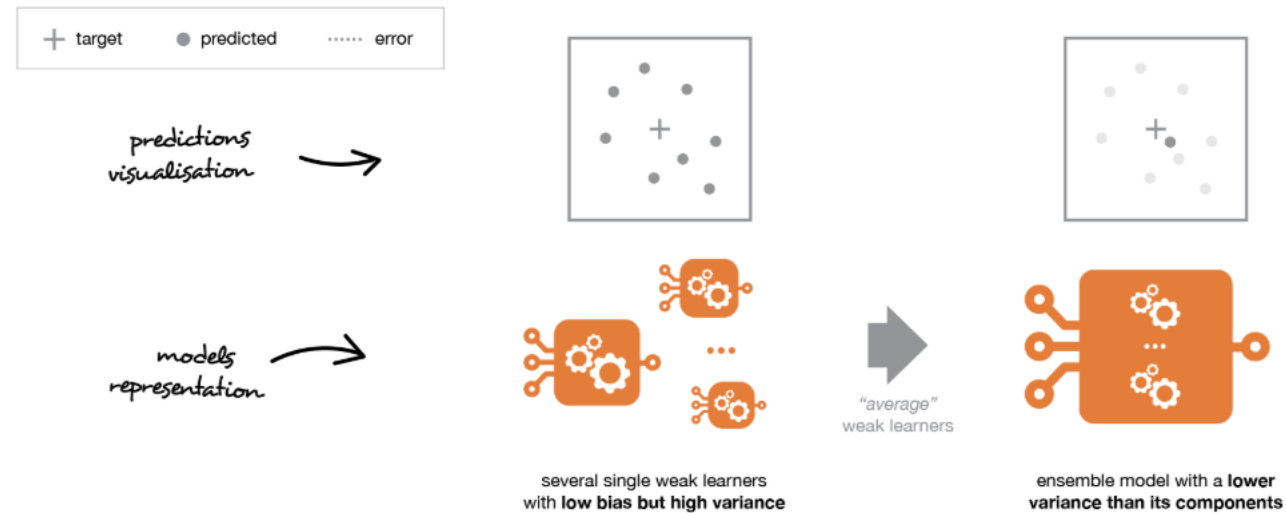 target
predicted
error
predictions
visualisation
models
representation
"average"
weak learners
several single weak learners
with low bias but high variance
ensemble model with a lower
variance than its components